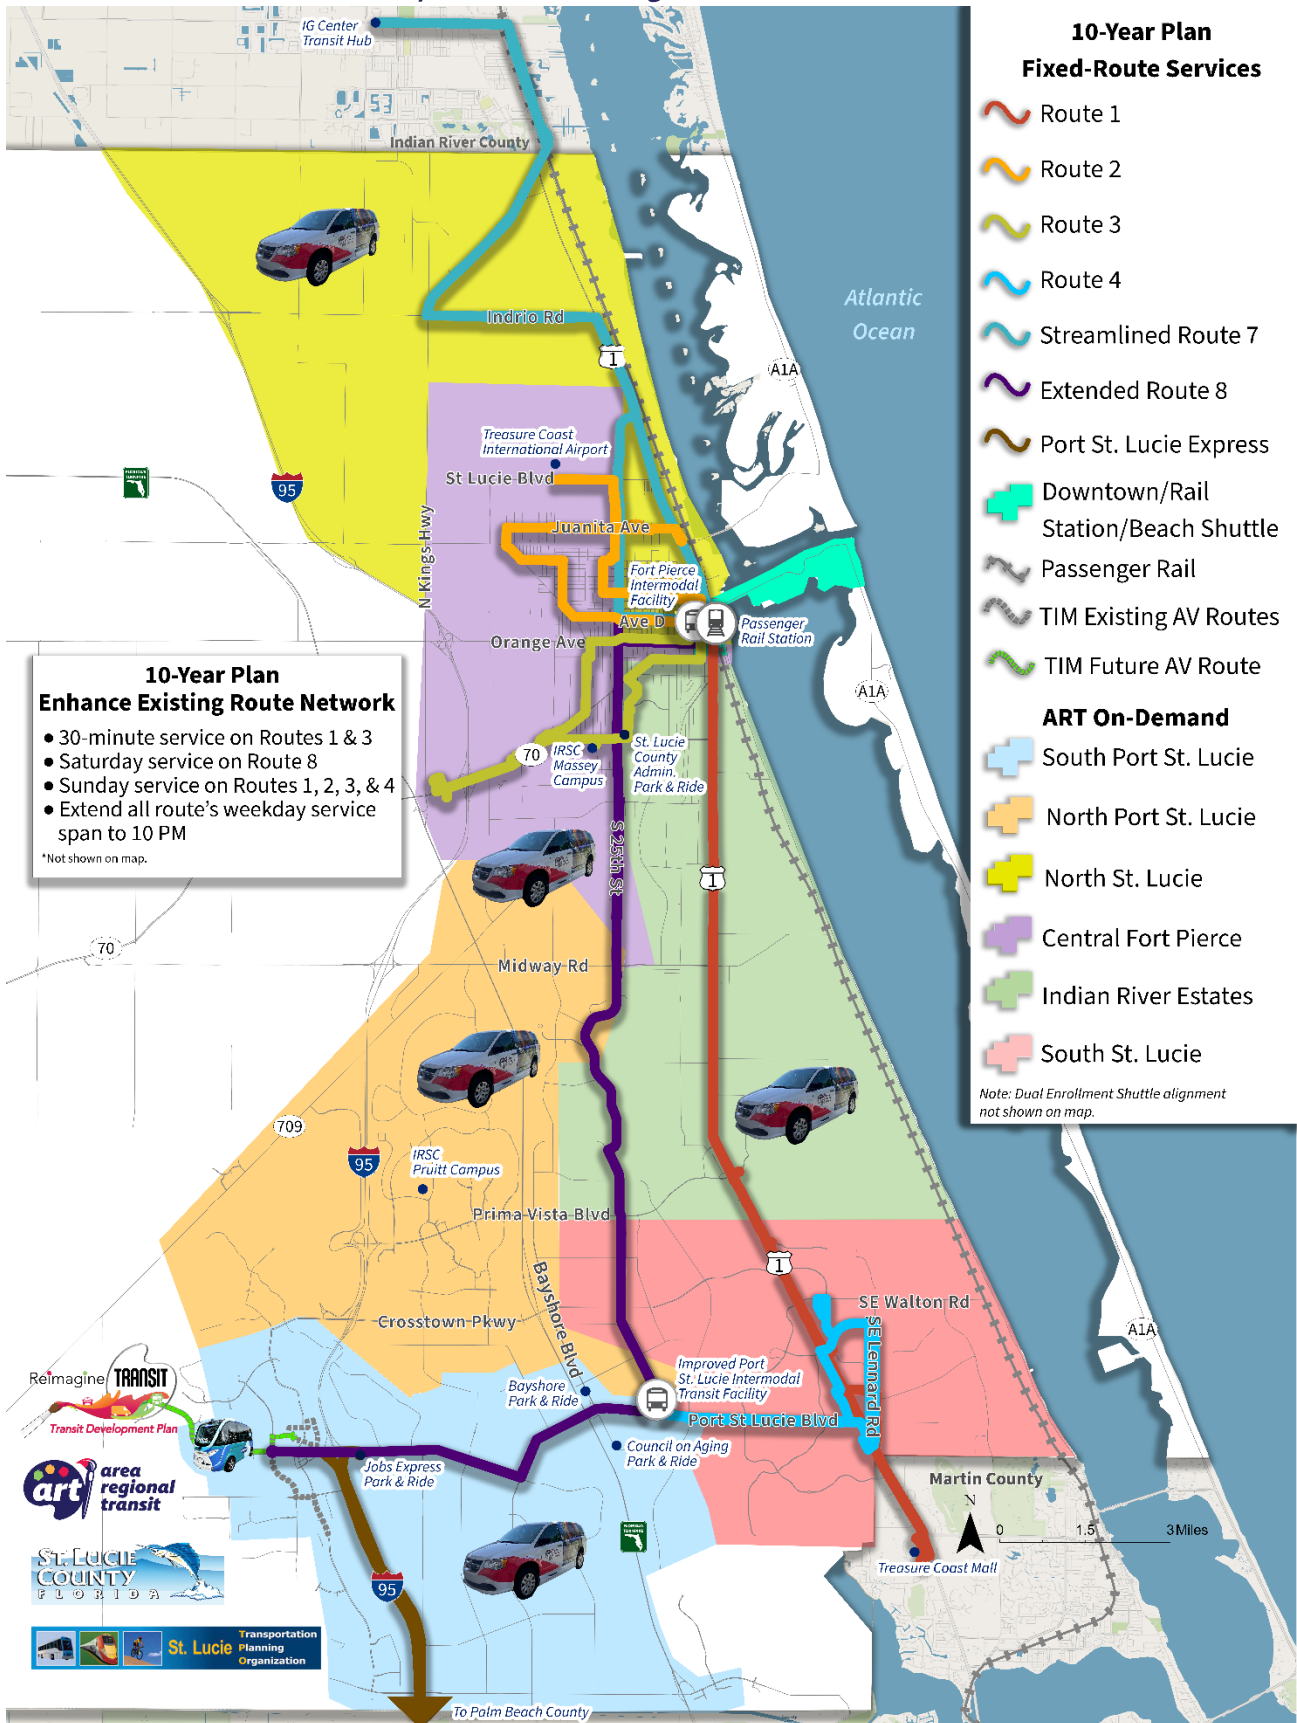 IG Center
Transit Hub
Indian River County
Indrio Rd
1
Atlantic
Ocean
A1A
Treasure Coast
International Airport
St Lucie Blvd
95
N Kings Hwy
Juanita Ave
Fort Pierce
Intermodal
Facility
Ave D
Orange Ave
Passenger
Rail Station
A1A
10-Year Plan
Enhance Existing Route Network
● 30-minute service on Routes 1 & 3
● Saturday service on Route 8
● Sunday service on Routes 1, 2, 3, & 4
● Extend all route's weekday service
span to 10 PM
*Not shown on map.
70
IRSC
Massey
Campus
St. Lucie
County
Admin.
Park & Ride
S 25th St
1
70
Midway Rd
709
95
IRSC
Pruitt Campus
Prima Vista Blvd
1
Bayshore Blvd
Crosstown Pkwy
SE Walton Rd
SE Lennard Rd
A1A
Improved Port
St. Lucie Intermodal
Transit Facility
Bayshore
Park & Ride
Port St Lucie Blvd
Council on Aging
Park & Ride
Jobs Express
Park & Ride
Martin County
N
0 1.5 3 Miles
Treasure Coast Mall
95
To Palm Beach County
Reimagine TRANSIT
Transit Development Plan
art area
regional
transit
ST. LUCIE
COUNTY
FLORIDA
St. Lucie Transportation
Planning
Organization
10-Year Plan
Fixed-Route Services
Route 1
Route 2
Route 3
Route 4
Streamlined Route 7
Extended Route 8
Port St. Lucie Express
Downtown/Rail
Station/Beach Shuttle
Passenger Rail
TIM Existing AV Routes
TIM Future AV Route
ART On-Demand
South Port St. Lucie
North Port St. Lucie
North St. Lucie
Central Fort Pierce
Indian River Estates
South St. Lucie
Note: Dual Enrollment Shuttle alignment
not shown on map.